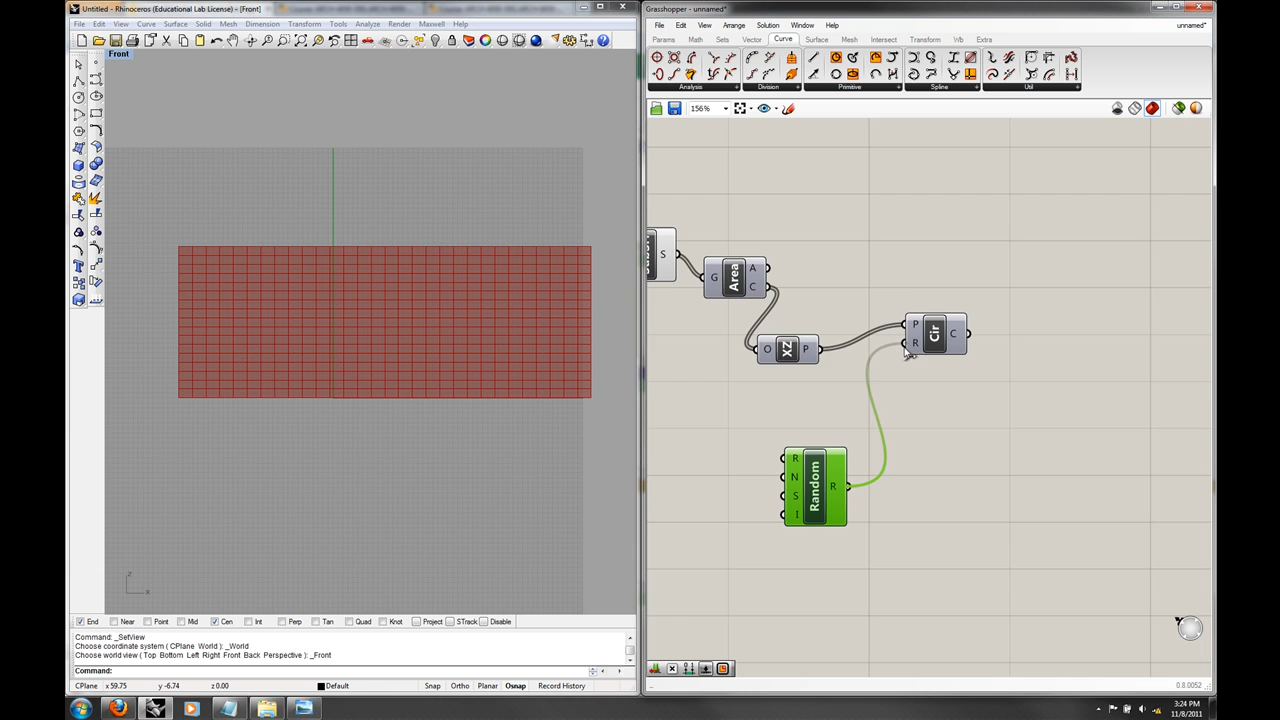 Untitled - Rhinoceros (Educational Lab License) - [Front]
File Edit View Curve Surface Solid Mesh Dimension Transform Tools Analyze Render Maxwell Help
Front
z
x
End Near Point Mid Cen Int Perp Tan Quad Knot Project STrack Disable
Command: _SetView
Choose coordinate system ( CPlane World ): _World
Choose world view ( Top Bottom Left Right Front Back Perspective ): _Front
Command:
CPlane x 59.75 y -6.74 z 0.00 Default Snap Ortho Planar Osnap Record History
Grasshopper - unnamed*
File Edit View Arrange Solution Window Help unnamed*
Params Math Sets Vector Curve Surface Mesh Intersect Transform Wb Extra
Analysis Division Primitive Spline Util
156%
S
G Area A C
O XZ P
P R Cir C
R N S I Random R
0.8.0052
3:24 PM
11/8/2011